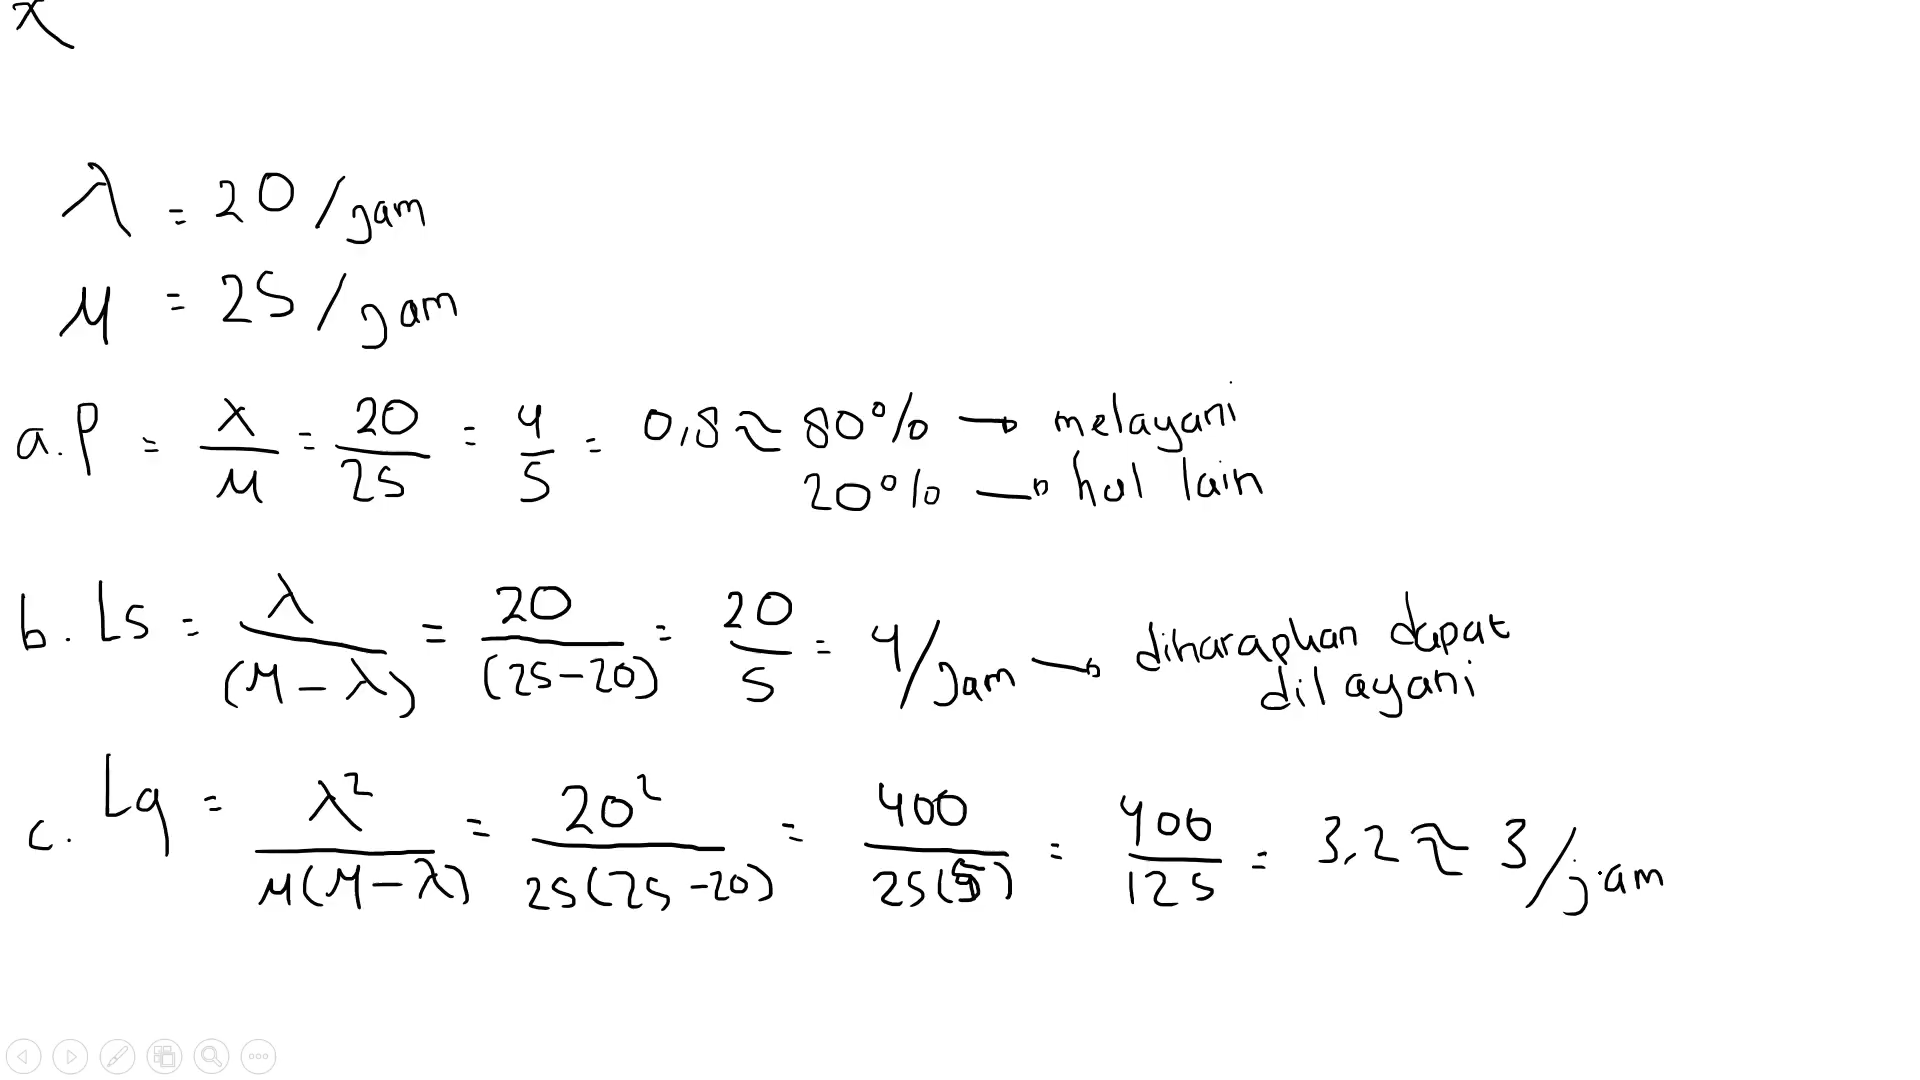 λ
λ = 20/jam
μ = 25/jam
a. P = λ/μ = 20/25 = 4/5 = 0,8 ≈ 80% → melayani
20% → hal lain
b. Ls = λ/(μ-λ) = 20/(25-20) = 20/5 = 4/jam → diharapkan dapat
dilayani
c. Lq = λ²/μ(μ-λ) = 20²/25(25-20) = 400/25(5) = 400/125 = 3,2 ≈ 3/jam